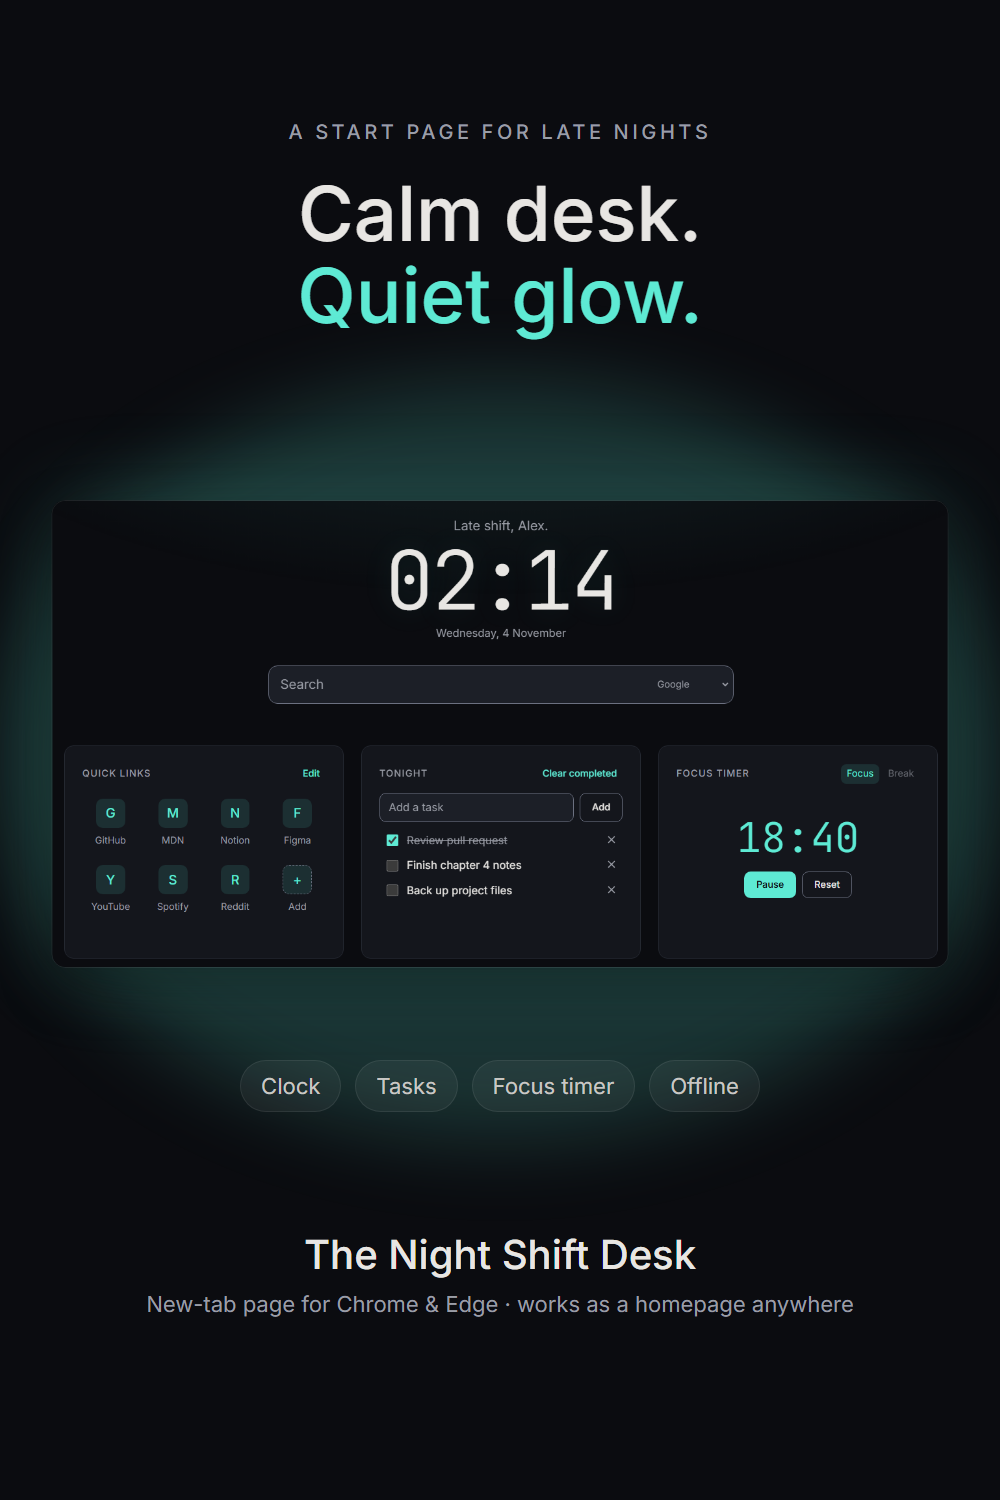 A START PAGE FOR LATE NIGHTS
Calm desk.
Quiet glow.
Late shift, Alex.
02:14
Wednesday, 4 November
Search Google
QUICK LINKS Edit
G M N F
GitHub MDN Notion Figma
Y S R +
YouTube Spotify Reddit Add
TONIGHT Clear completed
Add a task Add
Review pull request
Finish chapter 4 notes
Back up project files
FOCUS TIMER Focus Break
18:40
Pause Reset
Clock Tasks Focus timer Offline
The Night Shift Desk
New-tab page for Chrome & Edge · works as a homepage anywhere